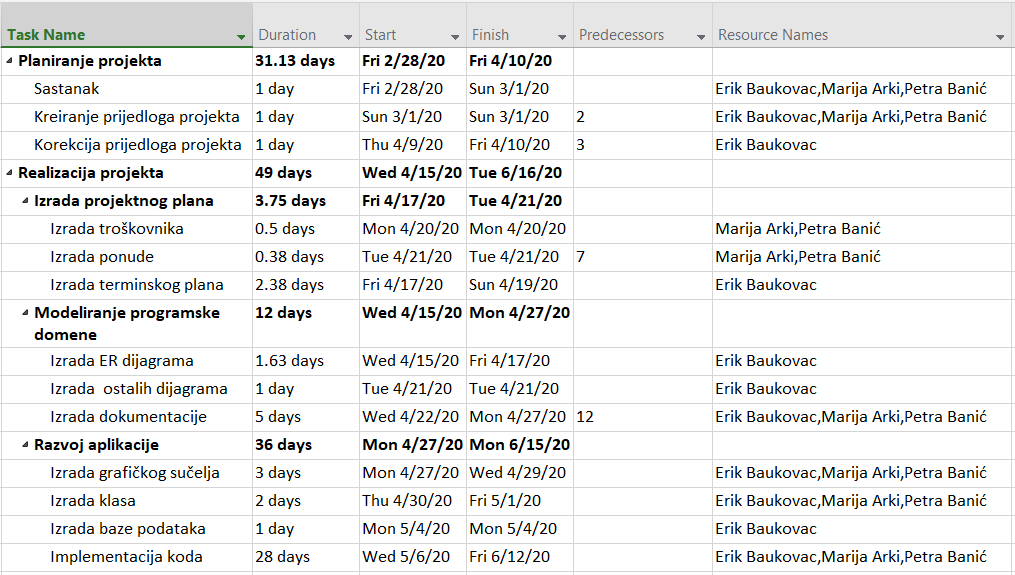 Task Name Duration Start Finish Predecessors Resource Names
Planiranje projekta 31.13 days Fri 2/28/20 Fri 4/10/20
Sastanak 1 day Fri 2/28/20 Sun 3/1/20 Erik Baukovac,Marija Arki,Petra Banić
Kreiranje prijedloga projekta 1 day Sun 3/1/20 Sun 3/1/20 2 Erik Baukovac,Marija Arki,Petra Banić
Korekcija prijedloga projekta 1 day Thu 4/9/20 Fri 4/10/20 3 Erik Baukovac
Realizacija projekta 49 days Wed 4/15/20 Tue 6/16/20
Izrada projektnog plana 3.75 days Fri 4/17/20 Tue 4/21/20
Izrada troškovnika 0.5 days Mon 4/20/20 Mon 4/20/20 Marija Arki,Petra Banić
Izrada ponude 0.38 days Tue 4/21/20 Tue 4/21/20 7 Marija Arki,Petra Banić
Izrada terminskog plana 2.38 days Fri 4/17/20 Sun 4/19/20 Erik Baukovac
Modeliranje programske 12 days Wed 4/15/20 Mon 4/27/20
domene
Izrada ER dijagrama 1.63 days Wed 4/15/20 Fri 4/17/20 Erik Baukovac
Izrada  ostalih dijagrama 1 day Tue 4/21/20 Tue 4/21/20 Erik Baukovac
Izrada dokumentacije 5 days Wed 4/22/20 Mon 4/27/20 12 Erik Baukovac,Marija Arki,Petra Banić
Razvoj aplikacije 36 days Mon 4/27/20 Mon 6/15/20
Izrada grafičkog sučelja 3 days Mon 4/27/20 Wed 4/29/20 Erik Baukovac,Marija Arki,Petra Banić
Izrada klasa 2 days Thu 4/30/20 Fri 5/1/20 Erik Baukovac,Marija Arki,Petra Banić
Izrada baze podataka 1 day Mon 5/4/20 Mon 5/4/20 Erik Baukovac
Implementacija koda 28 days Wed 5/6/20 Fri 6/12/20 Erik Baukovac,Marija Arki,Petra Banić